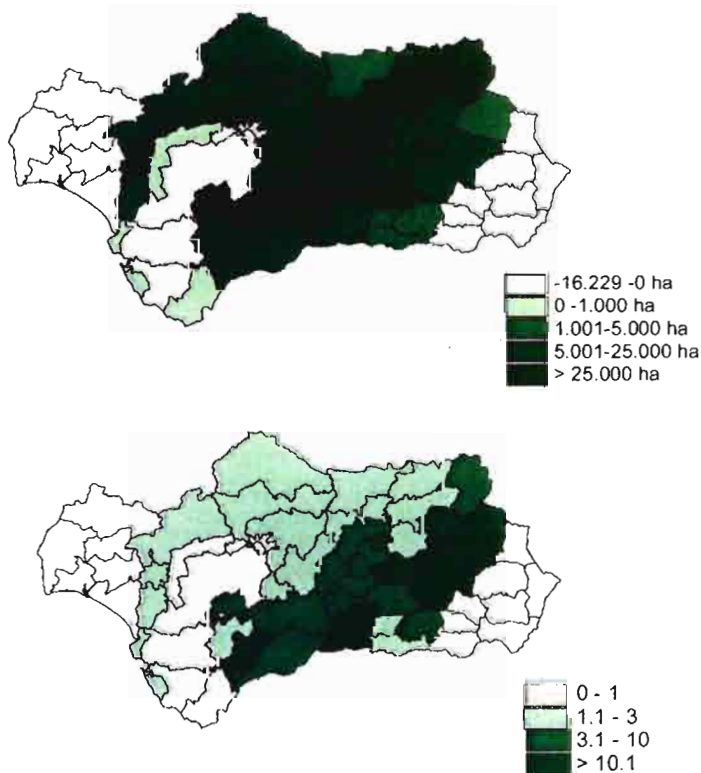 -16.229 -0 ha
0 -1.000 ha
1.001-5.000 ha
5.001-25.000 ha
> 25.000 ha
0 - 1
1.1 - 3
3.1 - 10
> 10.1